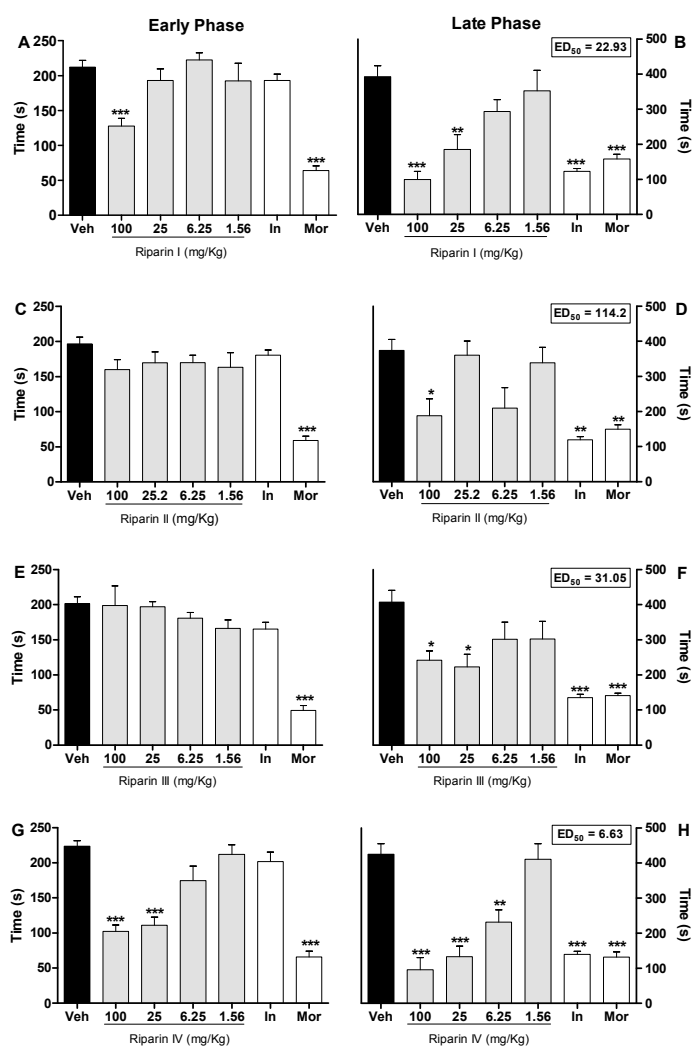 Early Phase
Late Phase
A
250
200
150
100
50
0
Time (s)
***
***
Veh 100 25 6.25 1.56 In Mor
Riparin I (mg/Kg)
B
ED50 = 22.93
500
400
300
200
100
0
Time (s)
***
**
***
***
Veh 100 25 6.25 1.56 In Mor
Riparin I (mg/Kg)
C
250
200
150
100
50
0
Time (s)
***
Veh 100 25.2 6.25 1.56 In Mor
Riparin II (mg/Kg)
D
ED50 = 114.2
500
400
300
200
100
0
Time (s)
*
**
**
Veh 100 25.2 6.25 1.56 In Mor
Riparin II (mg/Kg)
E
250
200
150
100
50
0
Time (s)
***
Veh 100 25 6.25 1.56 In Mor
Riparin III (mg/Kg)
F
ED50 = 31.05
500
400
300
200
100
0
Time (s)
*
*
***
***
Veh 100 25 6.25 1.56 In Mor
Riparin III (mg/Kg)
G
250
200
150
100
50
0
Time (s)
***
***
***
Veh 100 25 6.25 1.56 In Mor
Riparin IV (mg/Kg)
H
ED50 = 6.63
500
400
300
200
100
0
Time (s)
***
***
**
***
***
Veh 100 25 6.25 1.56 In Mor
Riparin IV (mg/Kg)